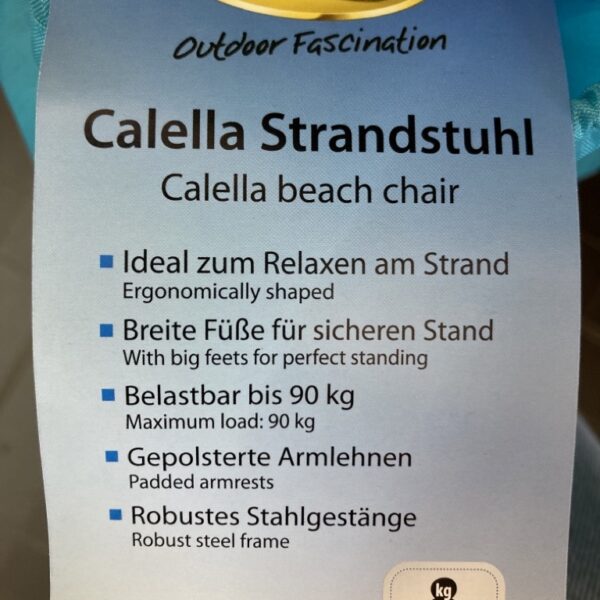 Outdoor Fascination
Calella Strandstuhl
Calella beach chair
Ideal zum Relaxen am Strand
Ergonomically shaped
Breite Füße für sicheren Stand
With big feets for perfect standing
Belastbar bis 90 kg
Maximum load: 90 kg
Gepolsterte Armlehnen
Padded armrests
Robustes Stahlgestänge
Robust steel frame
kg